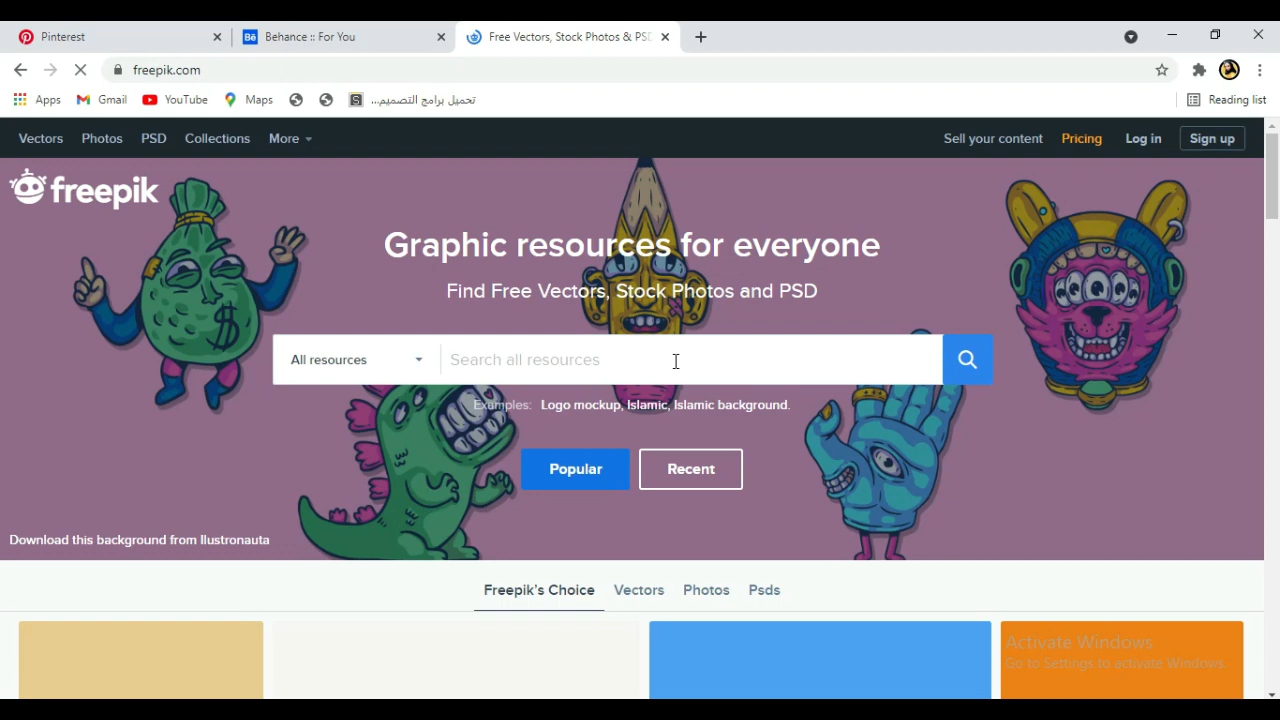 Pinterest
Behance :: For You
Free Vectors, Stock Photos & PSD
freepik.com
Apps
Gmail
YouTube
Maps
تحميل برامج التصميم...
Reading list
Vectors
Photos
PSD
Collections
More
Sell your content
Pricing
Log in
Sign up
freepik
Graphic resources for everyone
Find Free Vectors, Stock Photos and PSD
All resources
Search all resources
Examples: Logo mockup, Islamic, Islamic background.
Popular
Recent
Download this background from Ilustronauta
Freepik's Choice
Vectors
Photos
Psds
Activate Windows
Go to Settings to activate Windows.